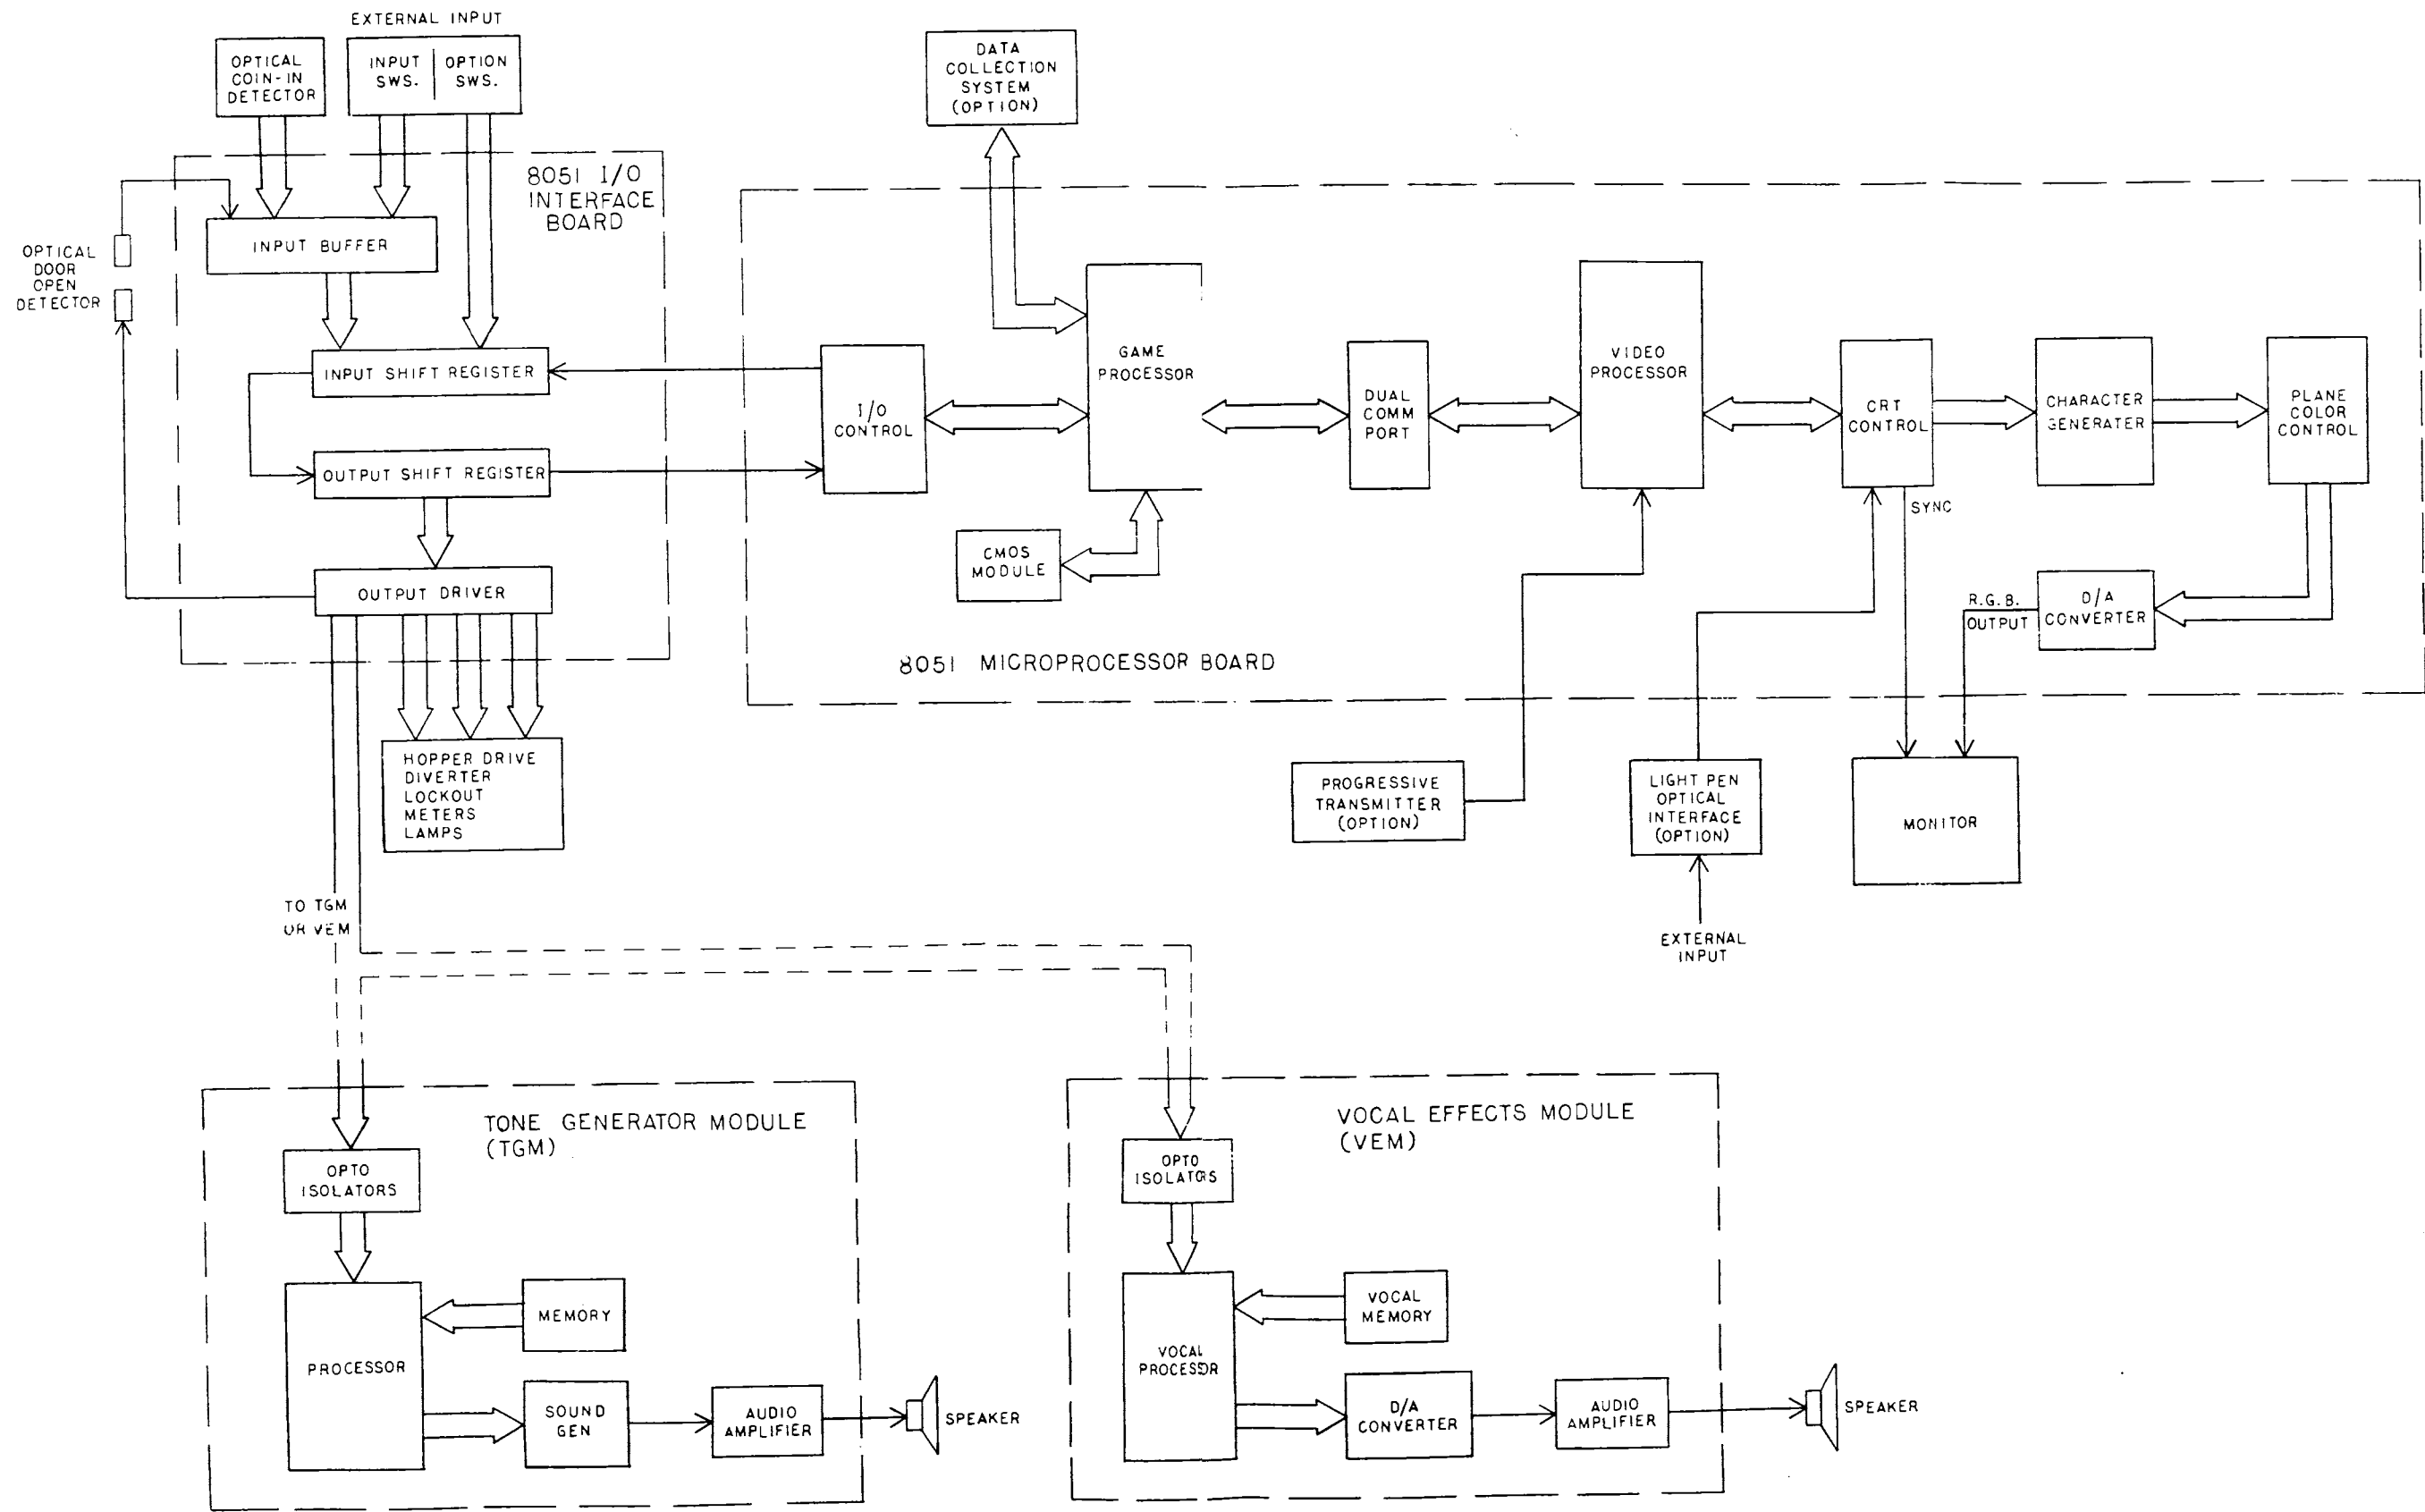 EXTERNAL INPUT
OPTICAL
COIN-IN
DETECTOR
INPUT
SWS.
OPTION
SWS.
8051 I/O
INTERFACE
BOARD
INPUT BUFFER
OPTICAL
DOOR
OPEN
DETECTOR
INPUT SHIFT REGISTER
OUTPUT SHIFT REGISTER
OUTPUT DRIVER
HOPPER DRIVE
DIVERTER
LOCKOUT
METERS
LAMPS
TO TGM
OR VEM
DATA
COLLECTION
SYSTEM
(OPTION)
I/O
CONTROL
GAME
PROCESSOR
CMOS
MODULE
DUAL
COMM
PORT
VIDEO
PROCESSOR
CRT
CONTROL
SYNC
CHARACTER
GENERATER
PLANE
COLOR
CONTROL
D/A
CONVERTER
R.G.B.
OUTPUT
8051 MICROPROCESSOR BOARD
PROGRESSIVE
TRANSMITTER
(OPTION)
LIGHT PEN
OPTICAL
INTERFACE
(OPTION)
EXTERNAL
INPUT
MONITOR
TONE GENERATOR MODULE
(TGM)
OPTO
ISOLATORS
PROCESSOR
MEMORY
SOUND
GEN
AUDIO
AMPLIFIER
SPEAKER
VOCAL EFFECTS MODULE
(VEM)
OPTO
ISOLATORS
VOCAL
PROCESSOR
VOCAL
MEMORY
D/A
CONVERTER
AUDIO
AMPLIFIER
SPEAKER